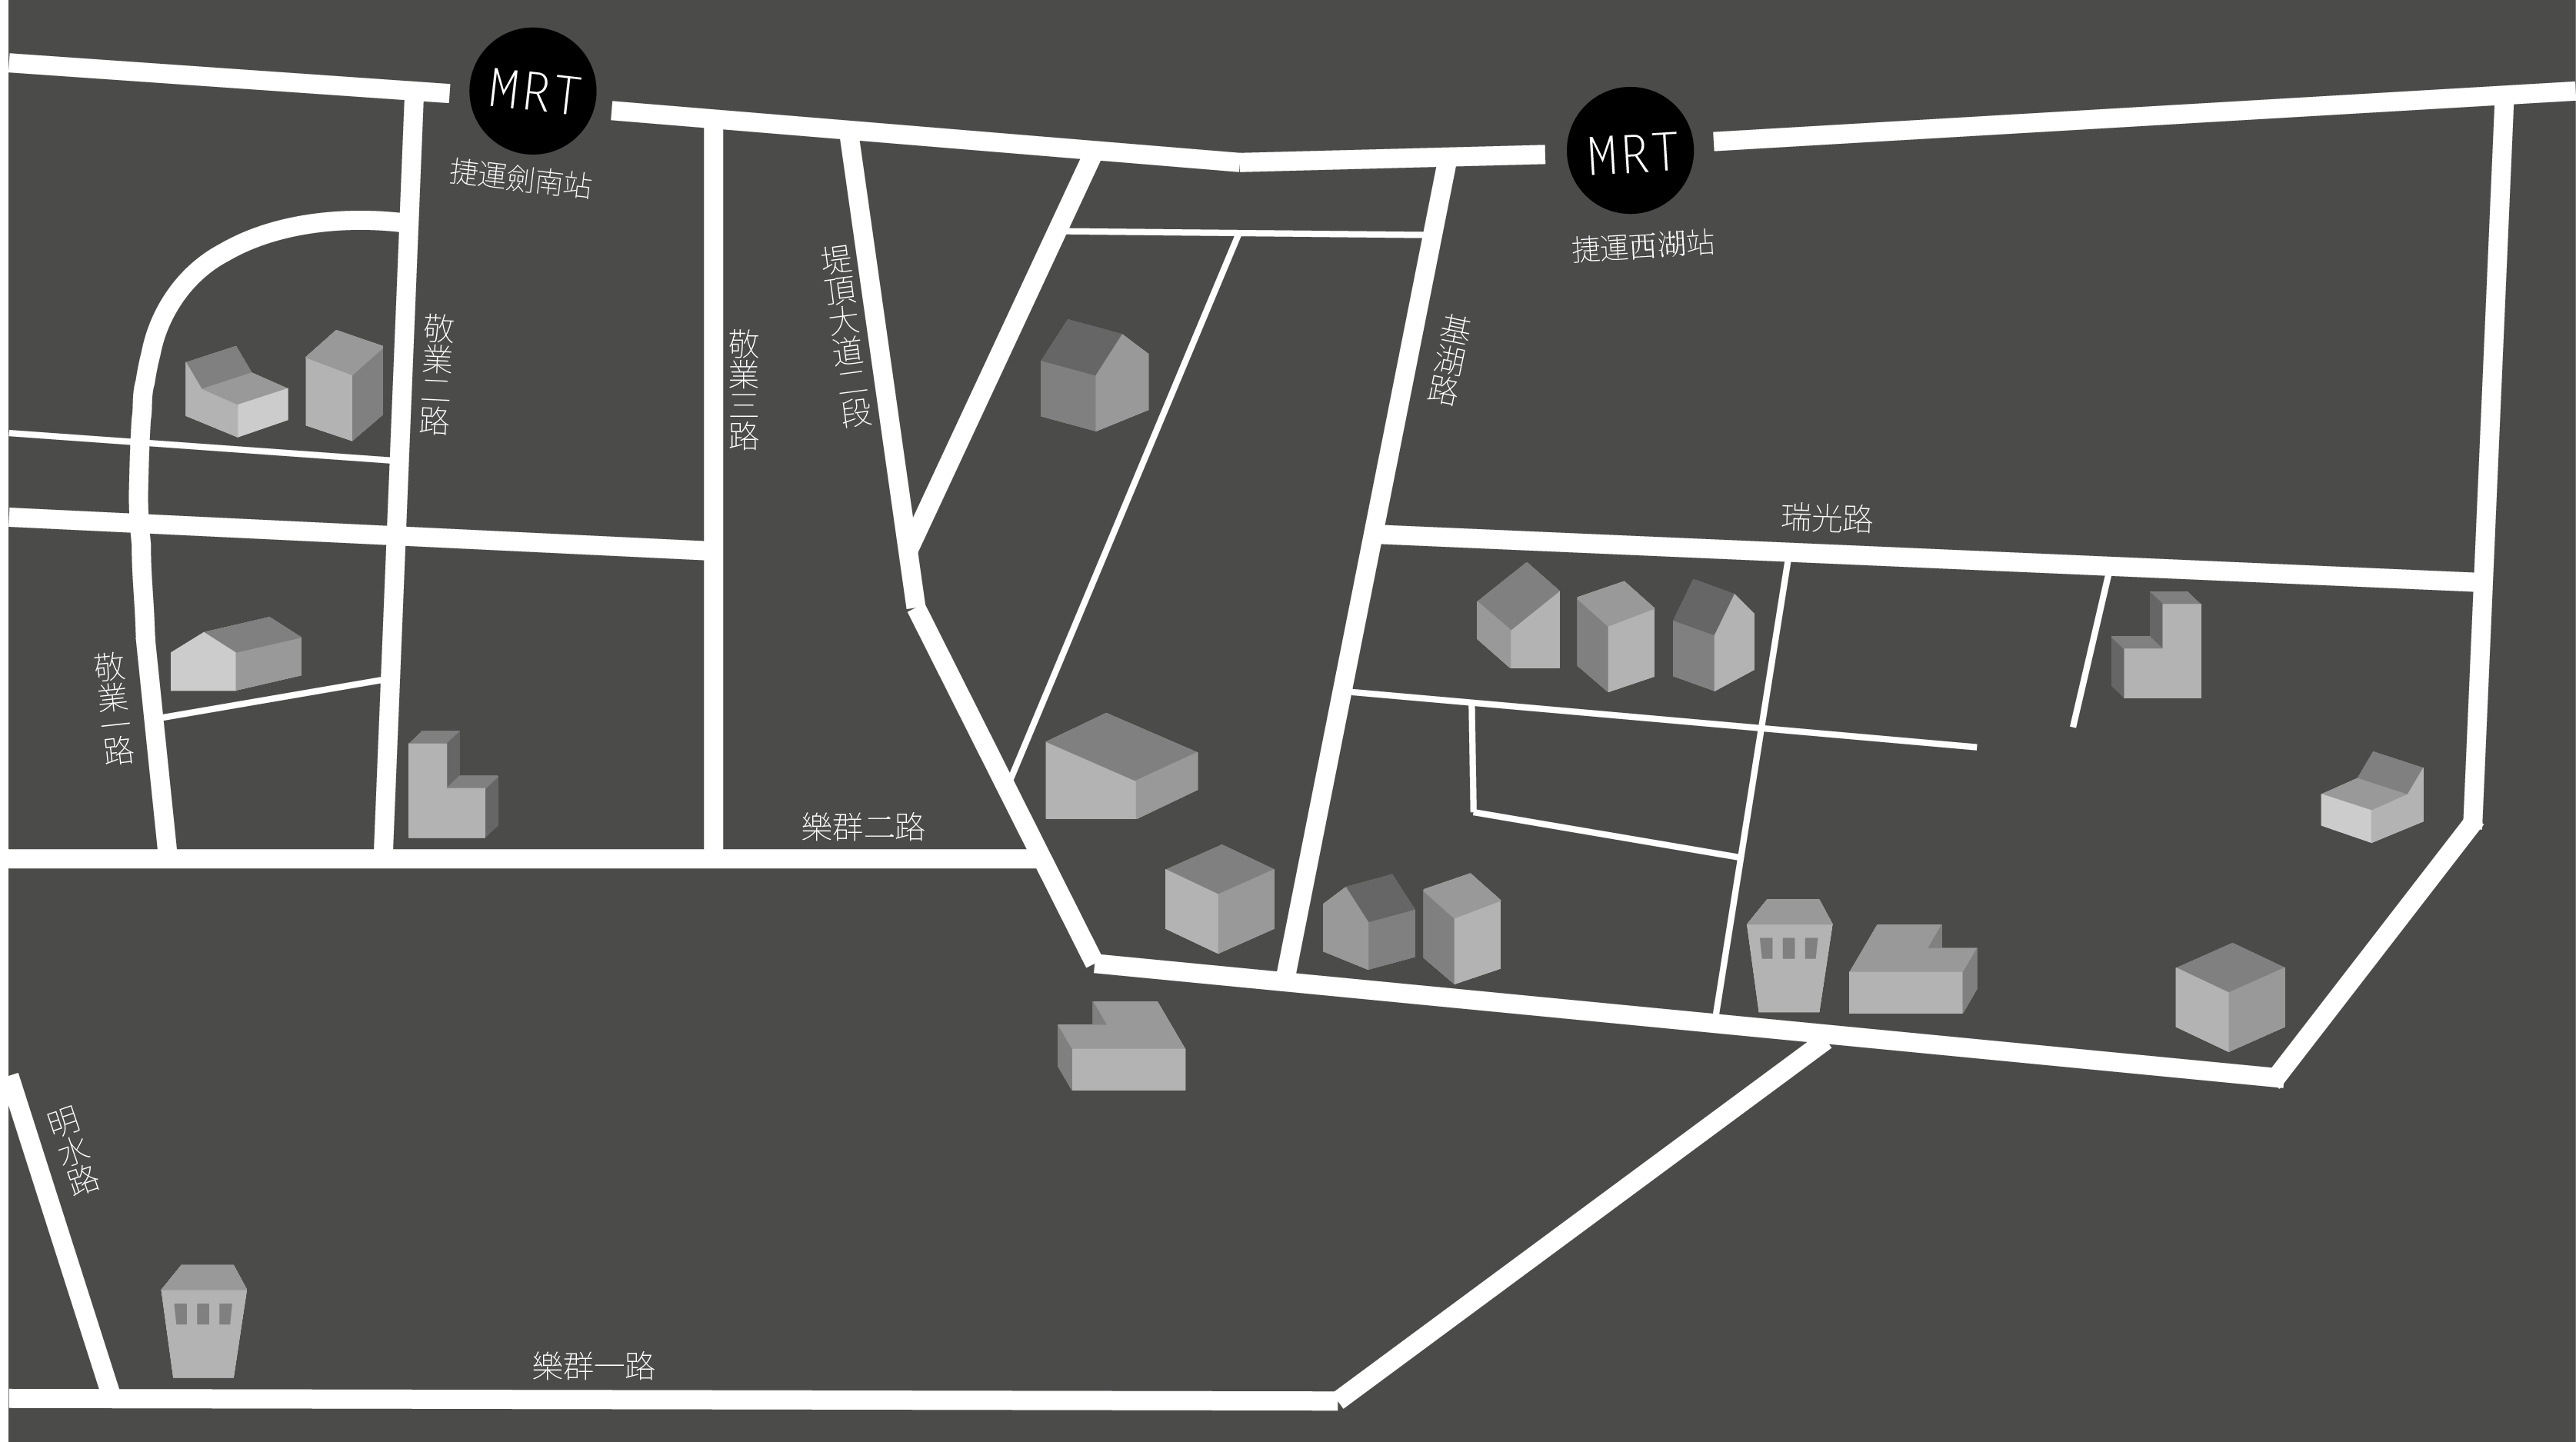 MRT
捷運劍南站
MRT
捷運西湖站
敬業二路
敬業三路
堤頂大道二段
基湖路
瑞光路
敬業一路
樂群二路
明水路
樂群一路